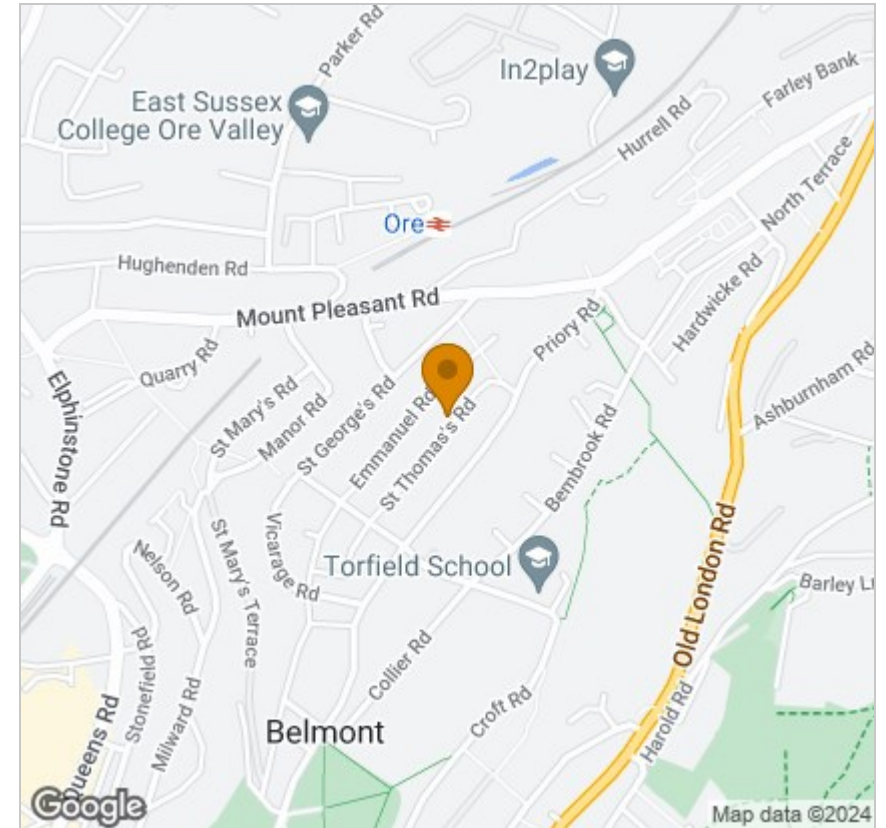 Parker Rd
In2play
Farley Bank
East Sussex
College Ore Valley
Hurrell Rd
North Terrace
Ore
Hughenden Rd
Mount Pleasant Rd
Priory Rd
Hardwicke Rd
Quarry Rd
Elphinstone Rd
St Mary's Rd
Manor Rd
St George's Rd
Emmanuel Rd
St Thomas's Rd
Ashburnham Rd
Bembrook Rd
Old London Rd
Vicarage Rd
Nelson Rd
St Mary's Terrace
Torfield School
Barley
Stonefield Rd
Collier Rd
Croft Rd
Harold Rd
Milward Rd
Queens Rd
Belmont
Google
Map data ©2024